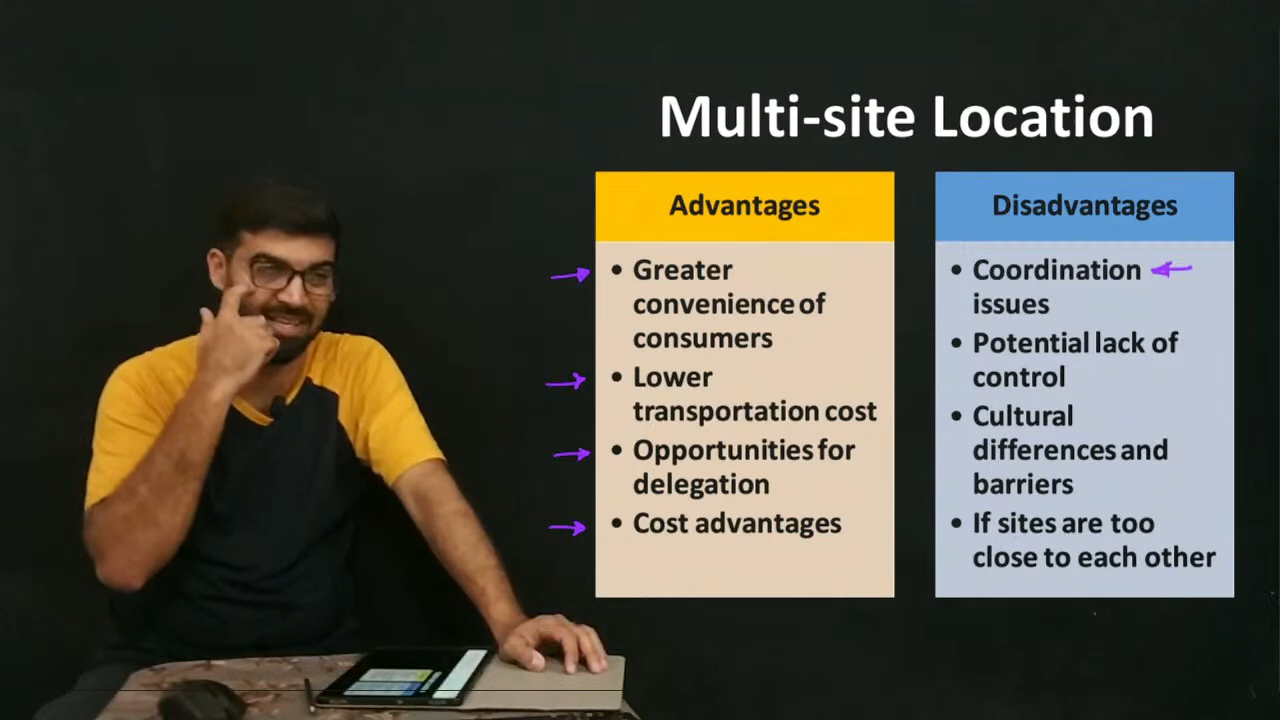 Multi-site Location
Advantages
• Greater
convenience of
consumers
• Lower
transportation cost
• Opportunities for
delegation
• Cost advantages
Disadvantages
• Coordination
issues
• Potential lack of
control
• Cultural
differences and
barriers
• If sites are too
close to each other